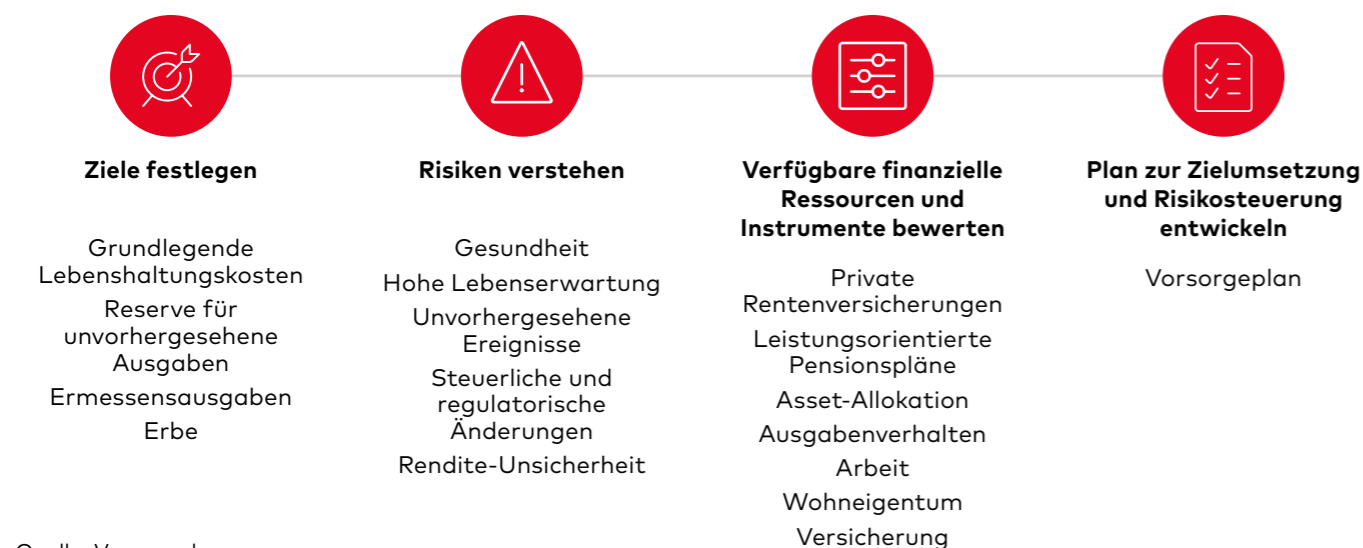 Ziele festlegen
Grundlegende
Lebenshaltungskosten
Reserve für
unvorhergesehene
Ausgaben
Ermessensausgaben
Erbe
Risiken verstehen
Gesundheit
Hohe Lebenserwartung
Unvorhergesehene
Ereignisse
Steuerliche und
regulatorische
Änderungen
Rendite-Unsicherheit
Verfügbare finanzielle
Ressourcen und
Instrumente bewerten
Private
Rentenversicherungen
Leistungsorientierte
Pensionspläne
Asset-Allokation
Ausgabenverhalten
Arbeit
Wohneigentum
Versicherung
Plan zur Zielumsetzung
und Risikosteuerung
entwickeln
Vorsorgeplan